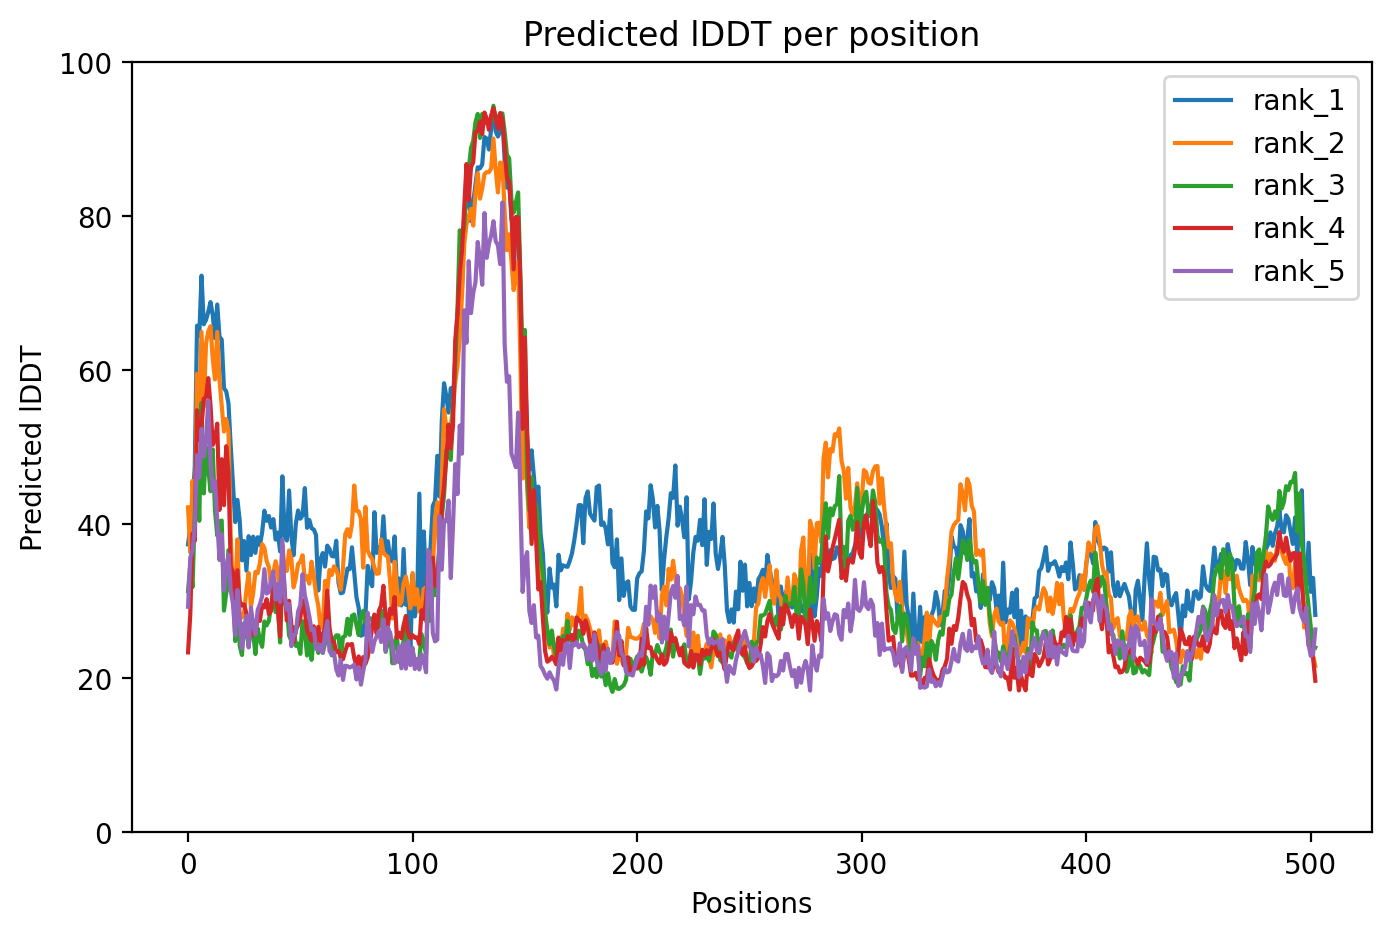 Predicted lDDT per position
100
80
60
40
20
0
Predicted lDDT
0 100 200 300 400 500
Positions
rank_1
rank_2
rank_3
rank_4
rank_5